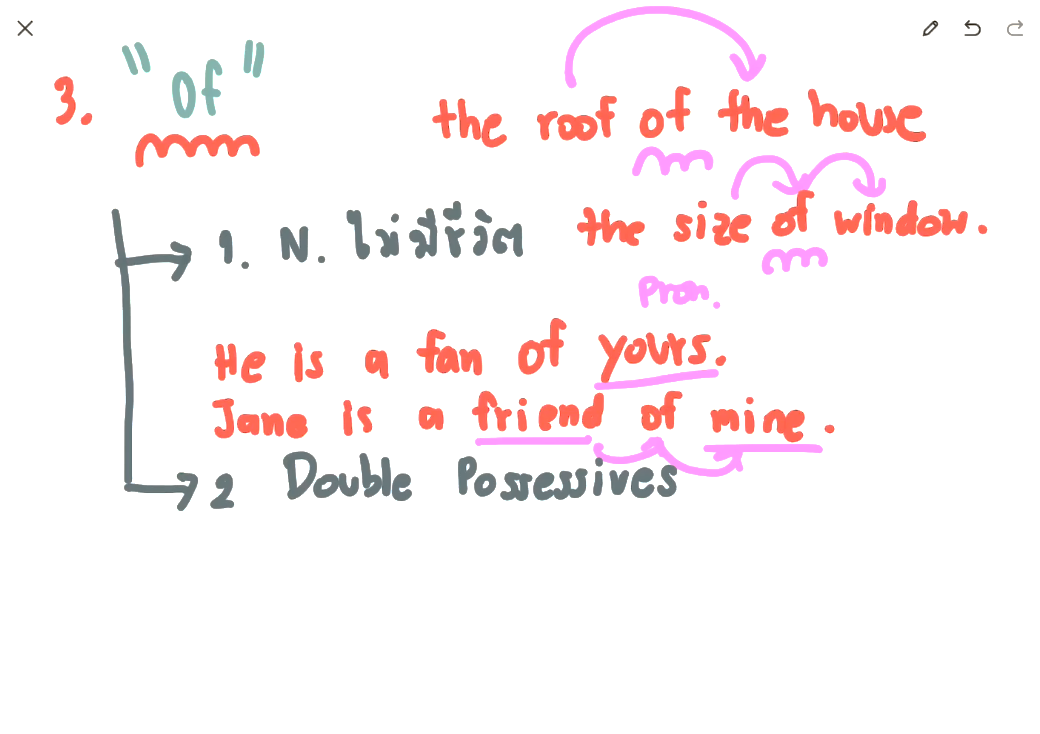 3. "Of"
the roof of the house
the size of window.
1. N. ไม่มีชีวิต
Pron.
He is a fan of yours.
Jane is a friend of mine.
2 Double Possessives